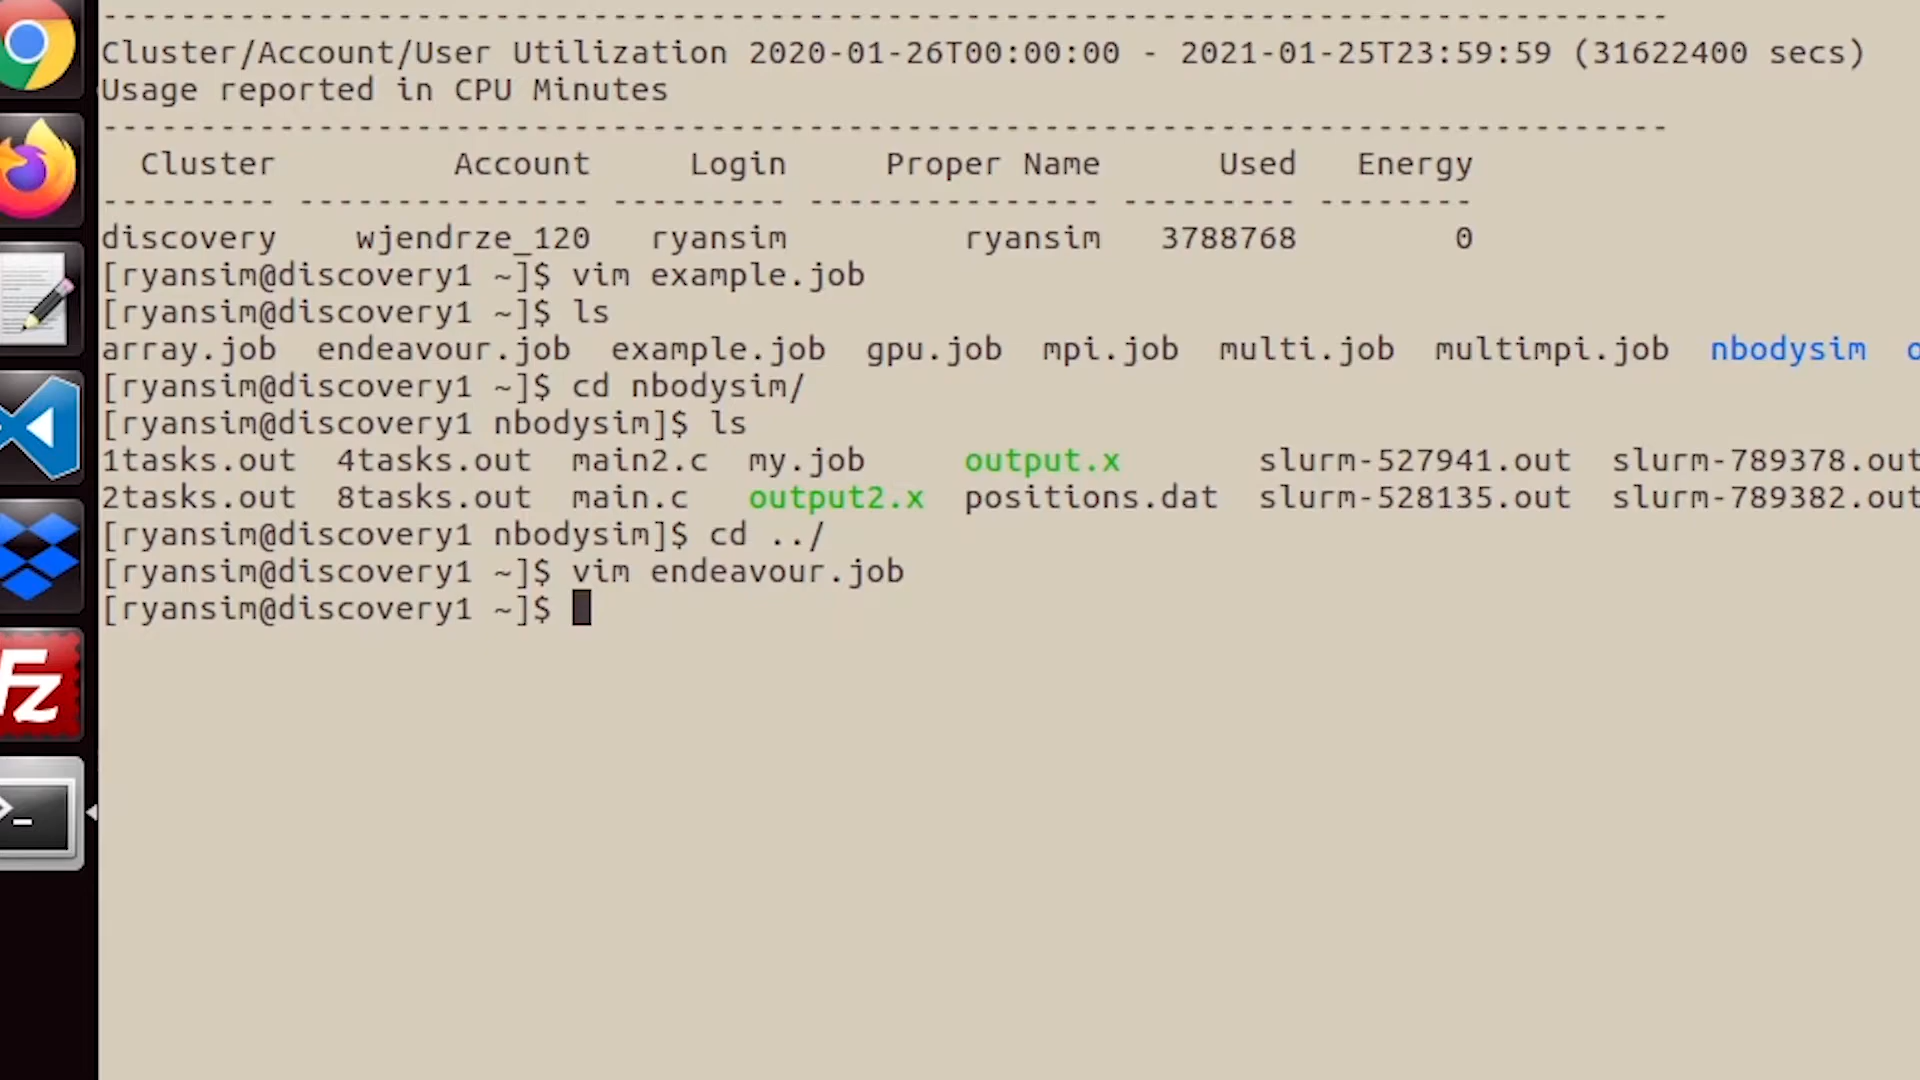 --------------------------------------------------------------------------------
Cluster/Account/User Utilization 2020-01-26T00:00:00 - 2021-01-25T23:59:59 (31622400 secs)
Usage reported in CPU Minutes
--------------------------------------------------------------------------------
  Cluster         Account     Login     Proper Name      Used   Energy
--------- --------------- --------- --------------- --------- --------
discovery    wjendrze_120   ryansim         ryansim   3788768        0
[ryansim@discovery1 ~]$ vim example.job
[ryansim@discovery1 ~]$ ls
array.job  endeavour.job  example.job  gpu.job  mpi.job  multi.job  multimpi.job  nbodysim
[ryansim@discovery1 ~]$ cd nbodysim/
[ryansim@discovery1 nbodysim]$ ls
1tasks.out  4tasks.out  main2.c  my.job     output.x       slurm-527941.out  slurm-789378.out
2tasks.out  8tasks.out  main.c   output2.x  positions.dat  slurm-528135.out  slurm-789382.out
[ryansim@discovery1 nbodysim]$ cd ../
[ryansim@discovery1 ~]$ vim endeavour.job
[ryansim@discovery1 ~]$
Fz